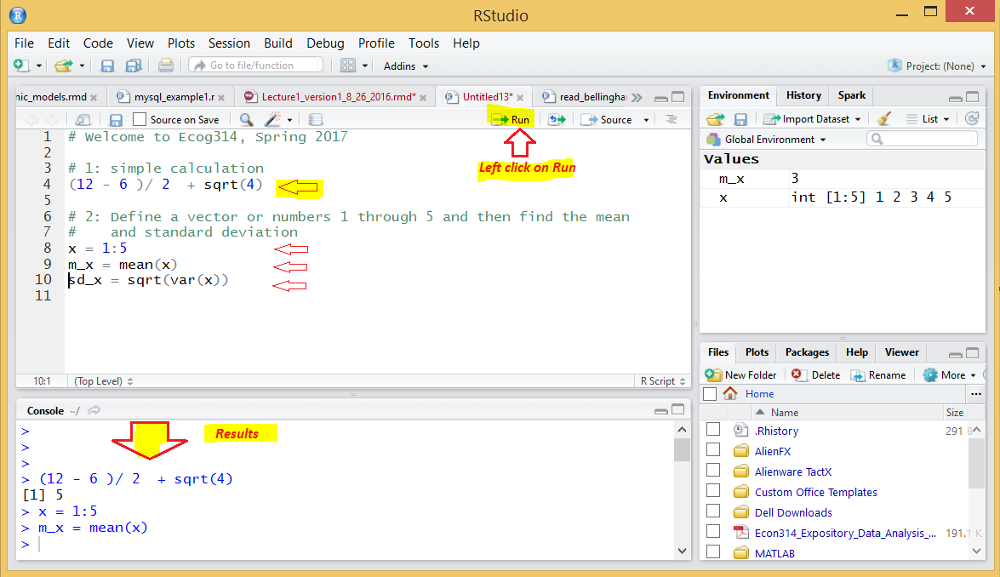 RStudio
File Edit Code View Plots Session Build Debug Profile Tools Help
Go to file/function Addins Project: (None)
nic_models.rmd mysql_example1.r Lecture1_version1_8_26_2016.rmd* Untitled13* read_bellingha
Source on Save Run Source
Left click on Run
1 # Welcome to Ecog314, Spring 2017
2
3 # 1: simple calculation
4 (12 - 6 )/ 2  + sqrt(4)
5
6 # 2: Define a vector or numbers 1 through 5 and then find the mean
7 #    and standard deviation
8 x = 1:5
9 m_x = mean(x)
10 sd_x = sqrt(var(x))
11
10:1 (Top Level) R Script
Console ~/
Results
>
>
>
> (12 - 6 )/ 2  + sqrt(4)
[1] 5
> x = 1:5
> m_x = mean(x)
>
Environment History Spark
Import Dataset List
Global Environment
Values
m_x 3
x int [1:5] 1 2 3 4 5
Files Plots Packages Help Viewer
New Folder Delete Rename More
Home ...
Name Size
.Rhistory 291 B
AlienFX
Alienware TactX
Custom Office Templates
Dell Downloads
Econ314_Expository_Data_Analysis_... 191.1 K
MATLAB